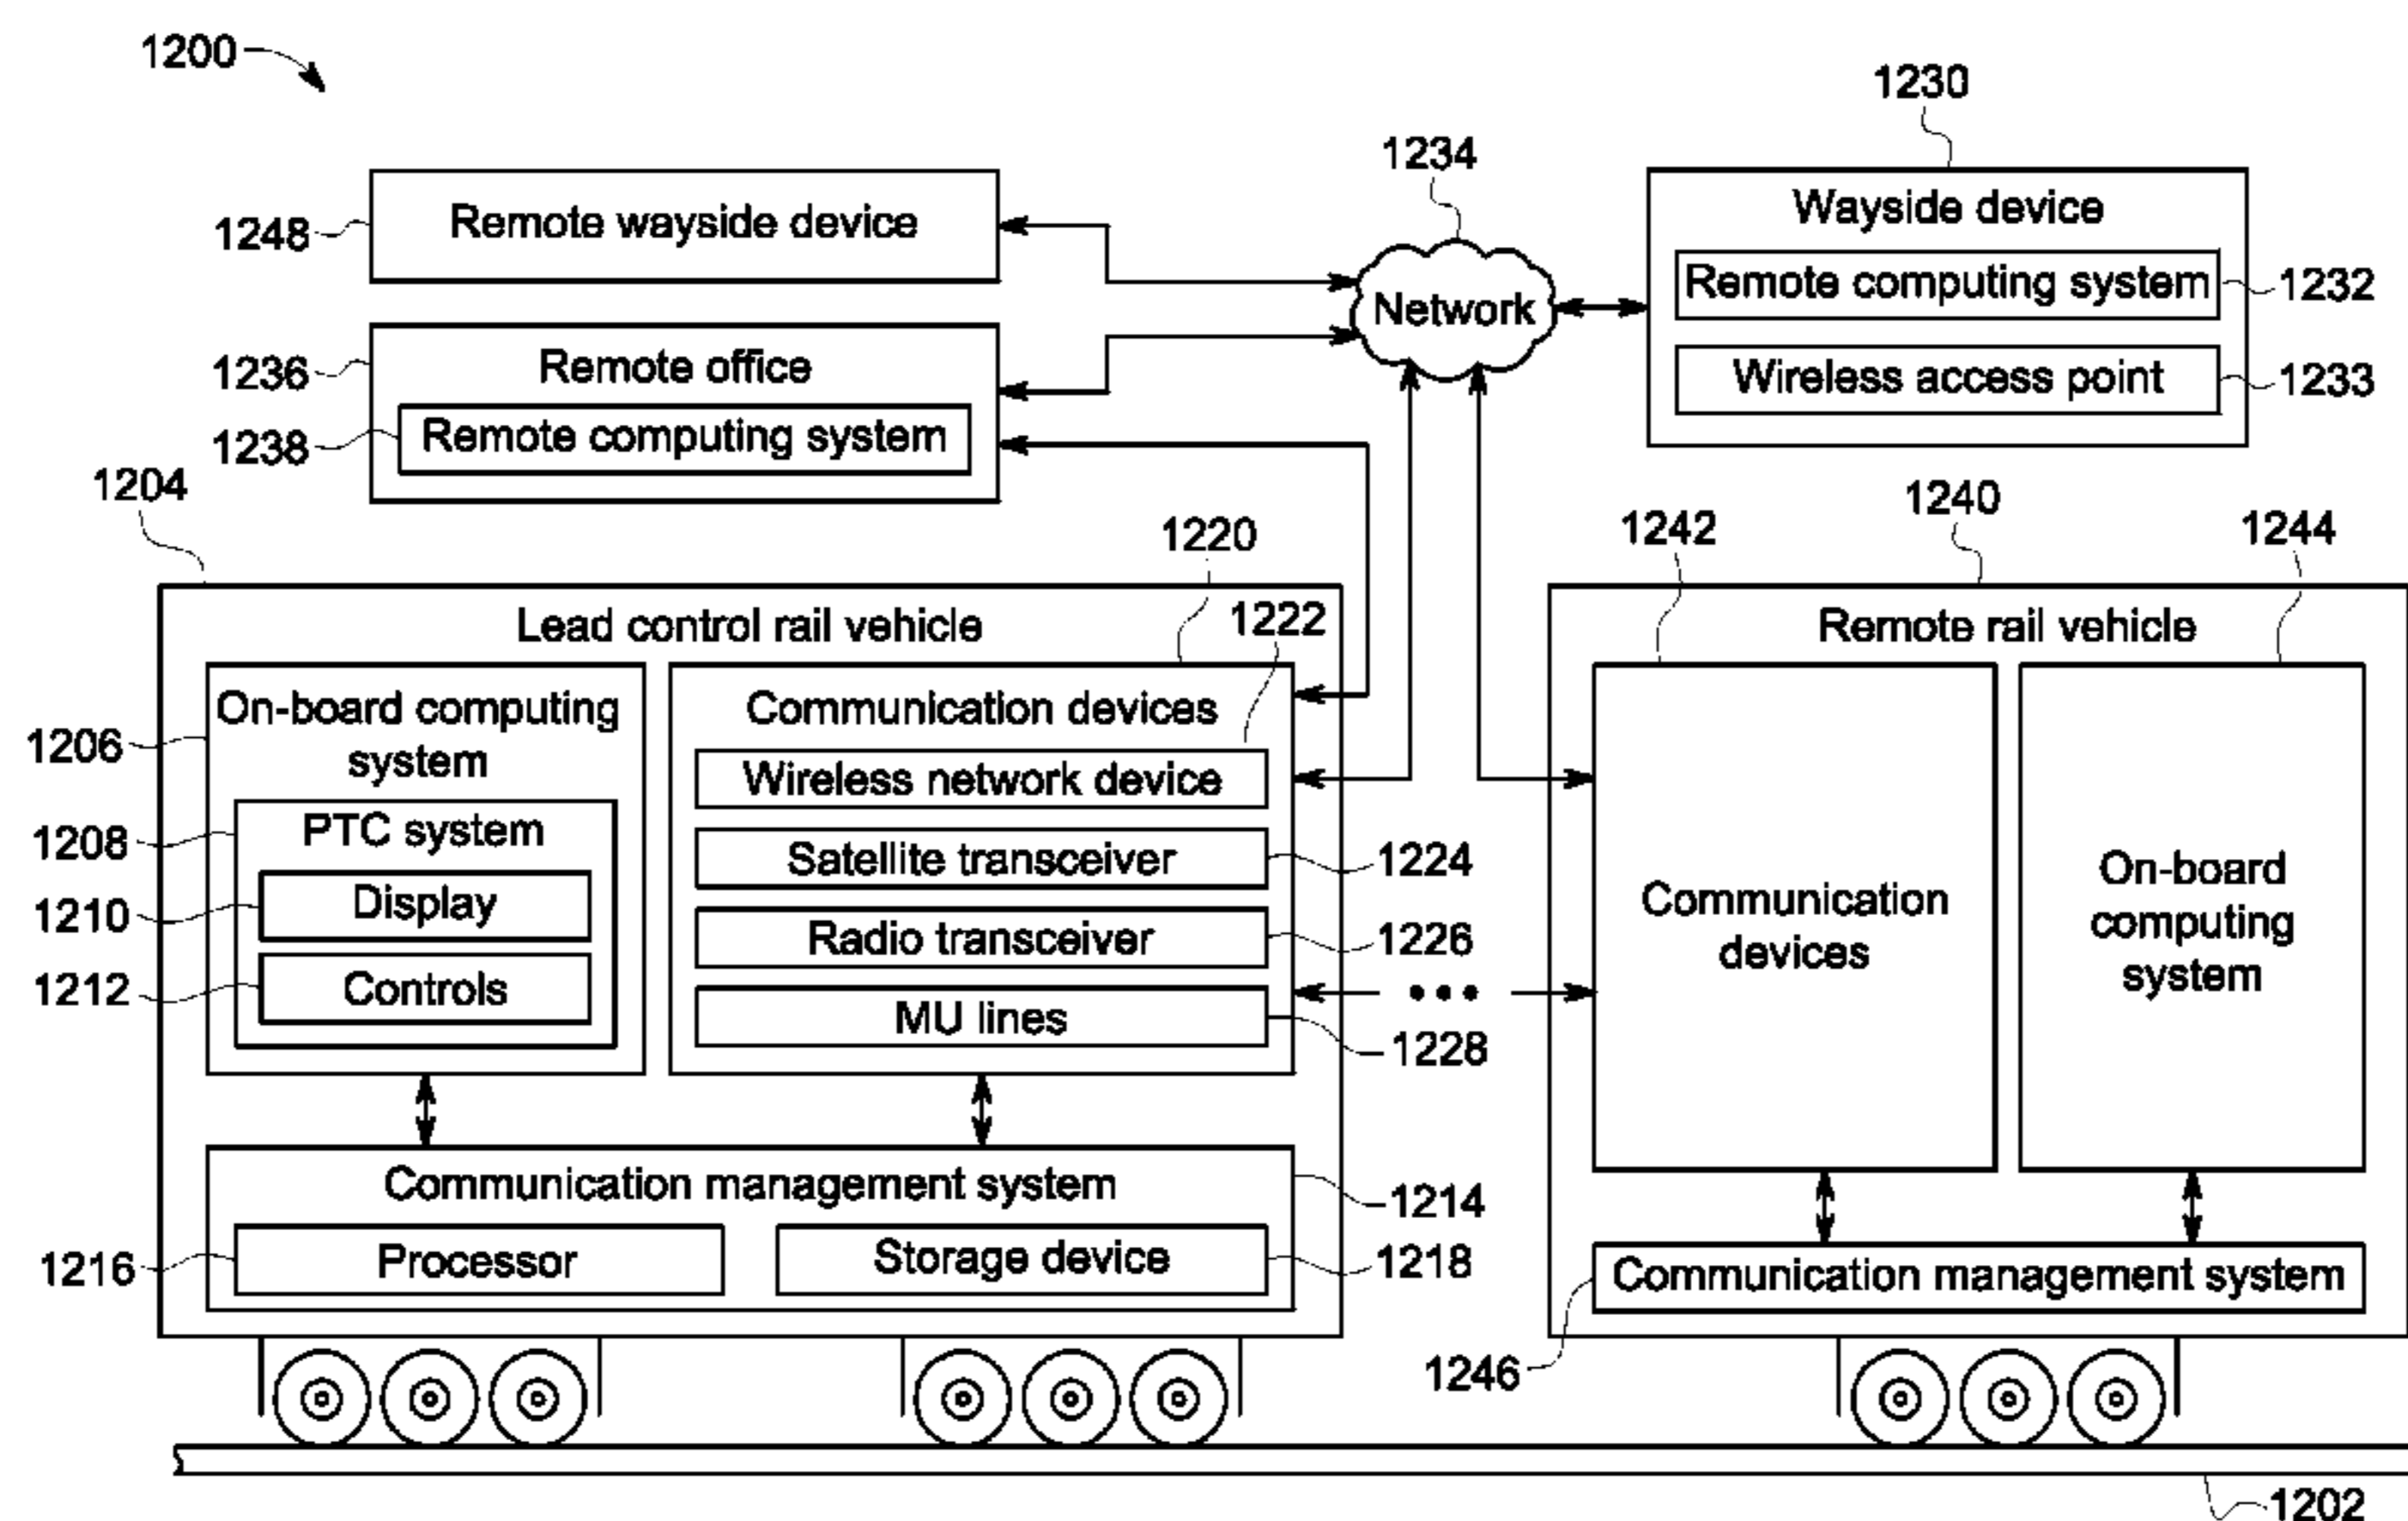 1200
1230
1234
1248
Remote wayside device
Network
Wayside device
Remote computing system
1232
Wireless access point
1233
1236
Remote office
1238
Remote computing system
1204
1220
1222
1242
1240
1244
Lead control rail vehicle
1206
On-board computing
system
1208
PTC system
1210
Display
1212
Controls
Communication devices
Wireless network device
Satellite transceiver
1224
Radio transceiver
1226
MU lines
1228
Communication management system
1214
1216
Processor
Storage device
1218
Remote rail vehicle
Communication
devices
On-board
computing
system
Communication management system
1246
1202